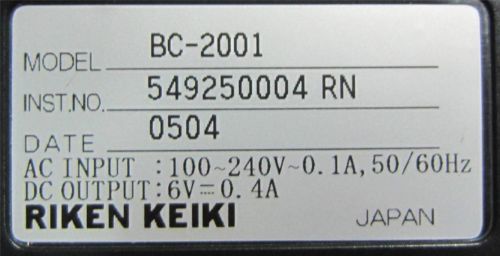 MODEL BC-2001
INST.NO. 549250004 RN
DATE 0504
AC INPUT :100~240V~0.1A,50/60Hz
DC OUTPUT:6V⎓0.4A
RIKEN KEIKI JAPAN